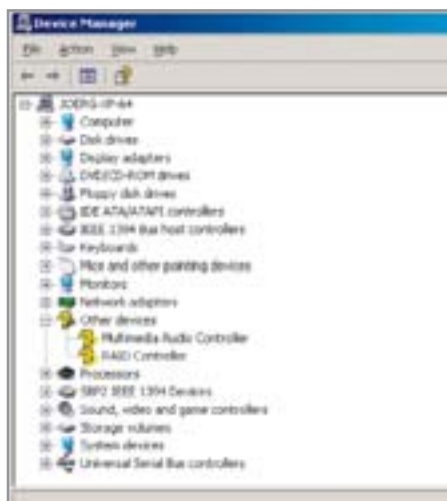 Device Manager
File Action View Help
JOERG-XP-64
Computer
Disk drives
Display adapters
DVD/CD-ROM drives
Floppy disk drives
IDE ATA/ATAPI controllers
IEEE 1394 Bus host controllers
Keyboards
Mice and other pointing devices
Monitors
Network adapters
Other devices
Multimedia Audio Controller
RAID Controller
Processors
SBP2 IEEE 1394 Devices
Sound, video and game controllers
Storage volumes
System devices
Universal Serial Bus controllers